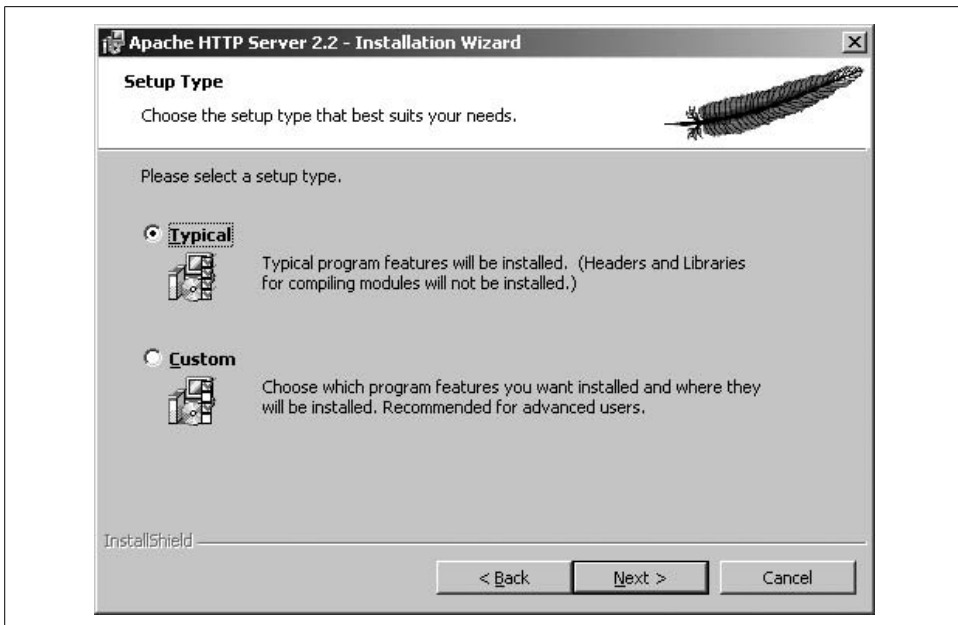 Apache HTTP Server 2.2 - Installation Wizard
Setup Type
Choose the setup type that best suits your needs.
Please select a setup type.
Typical
Typical program features will be installed. (Headers and Libraries
for compiling modules will not be installed.)
Custom
Choose which program features you want installed and where they
will be installed. Recommended for advanced users.
InstallShield
< Back
Next >
Cancel